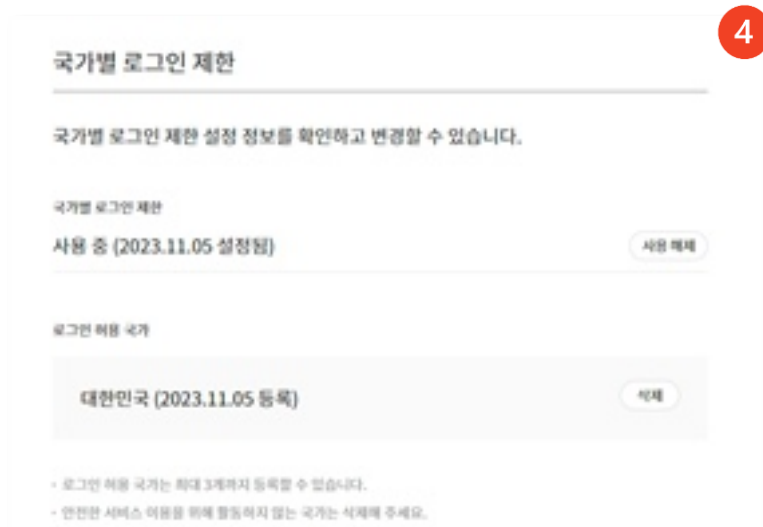 4
국가별 로그인 제한
국가별 로그인 제한 설정 정보를 확인하고 변경할 수 있습니다.
국가별 로그인 제한
사용 중 (2023.11.05 설정됨)
사용 해제
로그인 허용 국가
대한민국 (2023.11.05 등록)
삭제
- 로그인 허용 국가는 최대 3개까지 등록할 수 있습니다.
- 안전한 서비스 이용을 위해 활동하지 않는 국가는 삭제해 주세요.